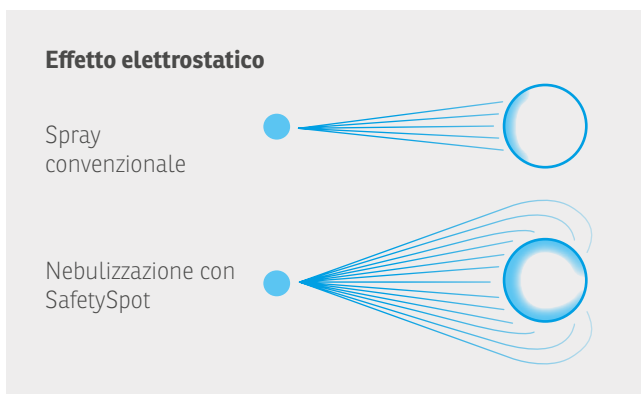 Effetto elettrostatico
Spray
convenzionale
Nebulizzazione con
SafetySpot